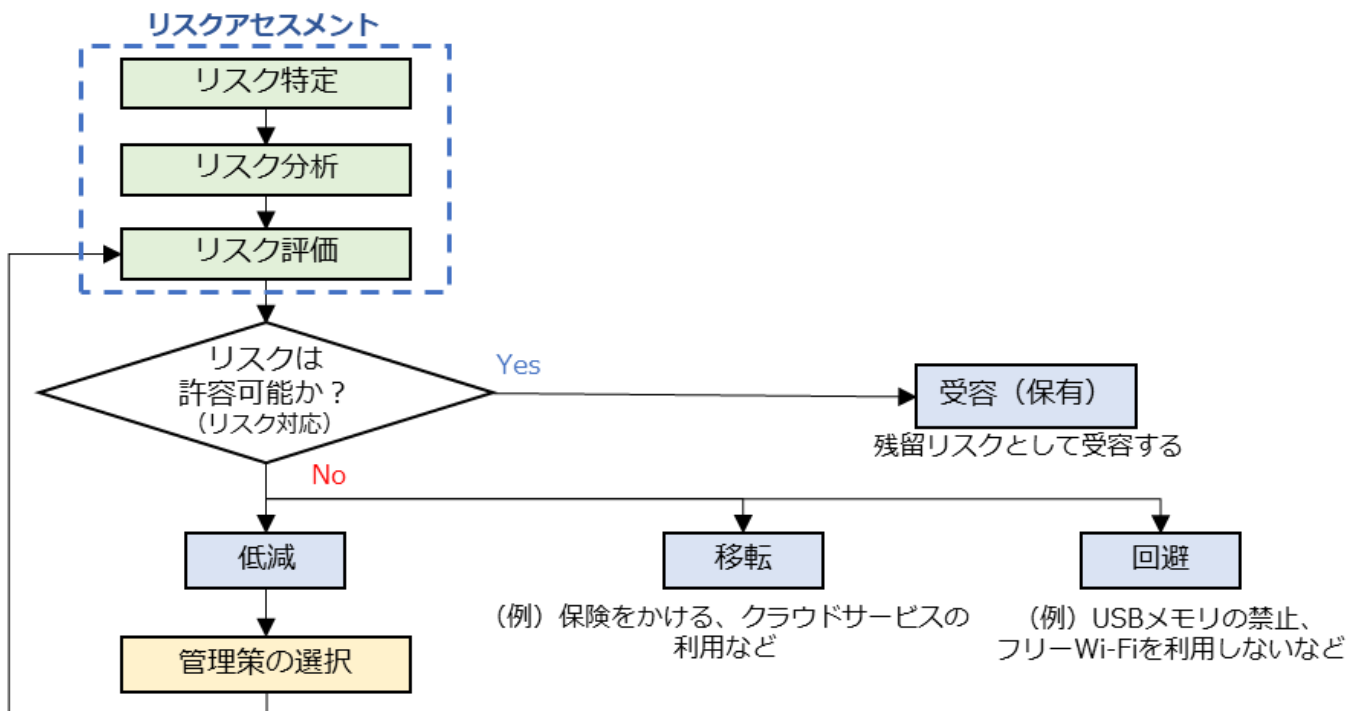 リスクアセスメント
リスク特定
リスク分析
リスク評価
リスクは
許容可能か？
（リスク対応）
Yes
受容（保有）
残留リスクとして受容する
No
低減
移転
回避
（例）保険をかける、クラウドサービスの
利用など
（例）USBメモリの禁止、
フリーWi-Fiを利用しないなど
管理策の選択